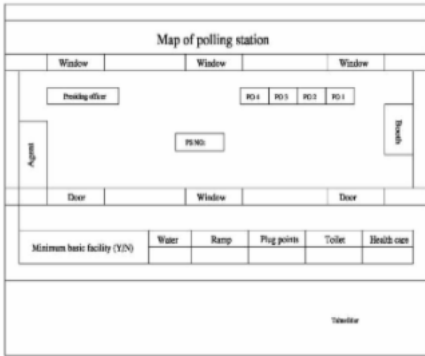 Map of polling station
Window Window Window
Presiding officer PO 4 PO 3 PO 2 PO 1
Booth
Agent
PS NO:
Door Window Door
Minimum basic facility (Y/N) Water Ramp Plug points Toilet Health care